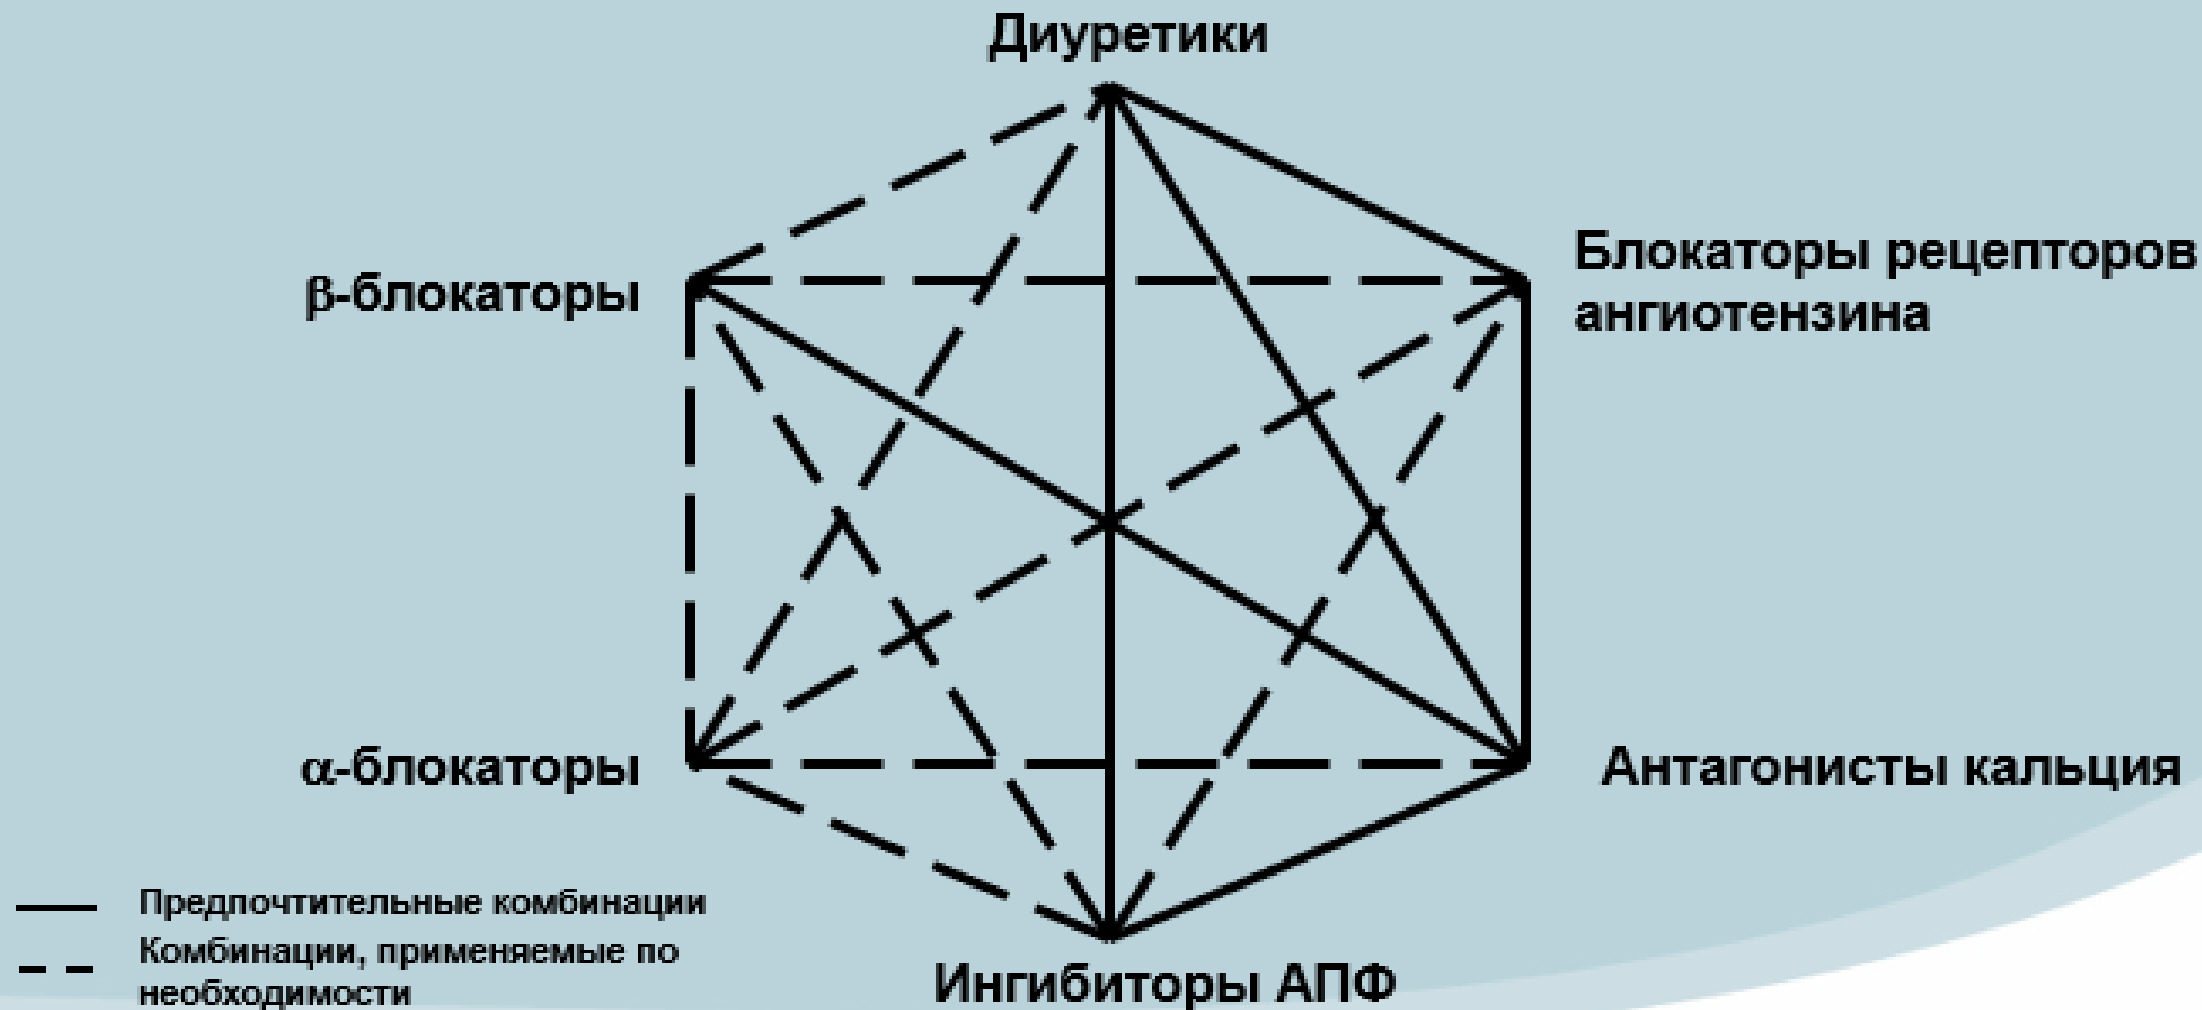 Диуретики
Блокаторы рецепторов
ангиотензина
β-блокаторы
α-блокаторы
Антагонисты кальция
Предпочтительные комбинации
Комбинации, применяемые по
необходимости
Ингибиторы АПФ